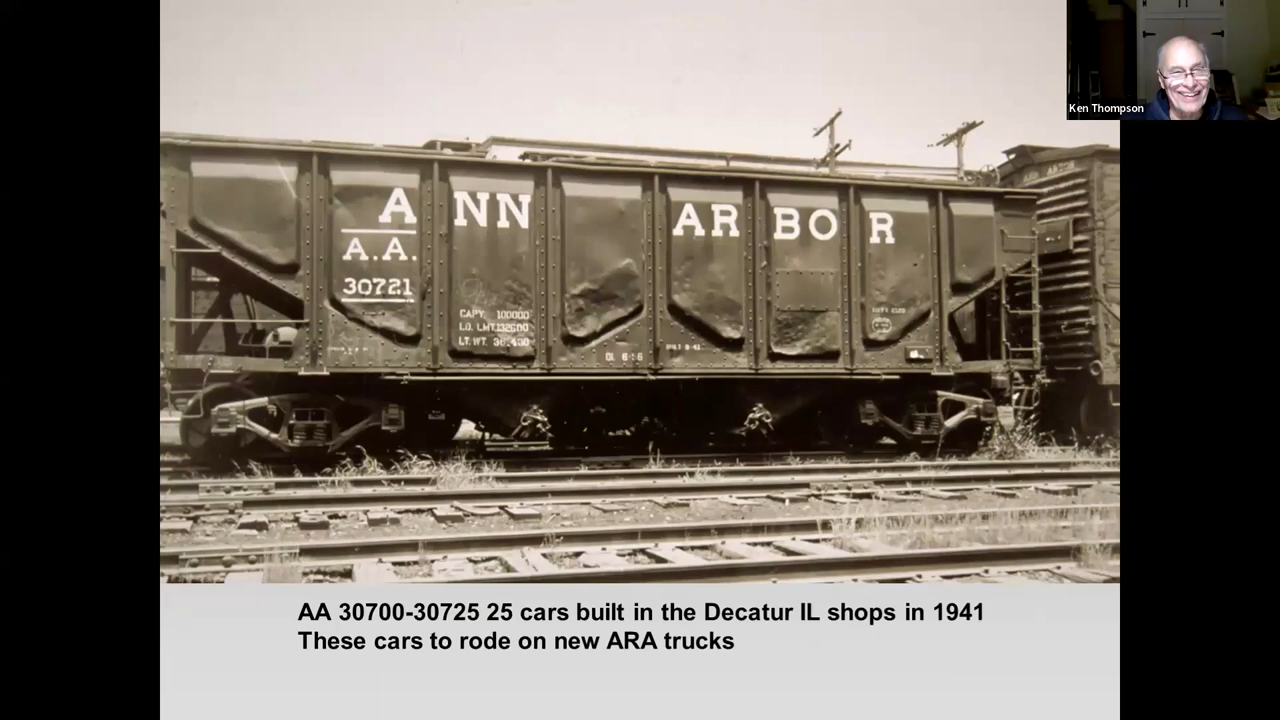 Ken Thompson
ANN ARBOR
A.A.
30721
CAPY. 100000
LD. LMT. 132600
LT. WT. 36400
AA 30700-30725 25 cars built in the Decatur IL shops in 1941
These cars to rode on new ARA trucks